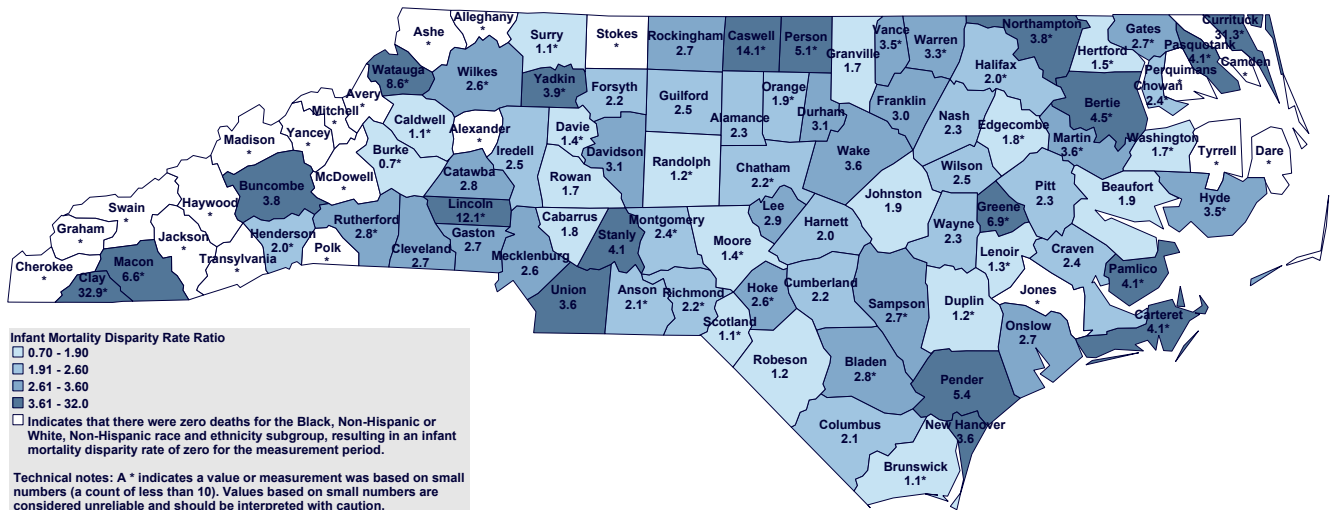 Alleghany
*
Ashe
*
Surry
1.1*
Stokes
*
Rockingham
2.7
Caswell
14.1*
Person
5.1*
Granville
1.7
Vance
3.5*
Warren
3.3*
Northampton
3.8*
Hertford
1.5*
Gates
2.7*
Currituck
31.3*
Pasquotank
4.1*
Camden
*
Perquimans
*
Chowan
2.4*
Halifax
2.0*
Bertie
4.5*
Watauga
8.6*
Wilkes
2.6*
Yadkin
3.9*
Forsyth
2.2
Guilford
2.5
Alamance
2.3
Orange
1.9*
Durham
3.1
Franklin
3.0
Nash
2.3
Edgecombe
1.8*
Martin
3.6*
Washington
1.7*
Tyrrell
*
Dare
*
Avery
*
Mitchell
*
Yancey
*
Madison
*
Caldwell
1.1*
Alexander
*
Davie
1.4*
Iredell
2.5
Davidson
3.1
Randolph
1.2*
Chatham
2.2*
Wake
3.6
Wilson
2.5
Pitt
2.3
Beaufort
1.9
Hyde
3.5*
Burke
0.7*
McDowell
*
Catawba
2.8
Rowan
1.7
Buncombe
3.8
Haywood
*
Swain
*
Graham
*
Jackson
*
Cherokee
*
Clay
32.9*
Macon
6.6*
Transylvania
*
Henderson
2.0*
Polk
*
Rutherford
2.8*
Cleveland
2.7
Lincoln
12.1*
Gaston
2.7
Mecklenburg
2.6
Cabarrus
1.8
Stanly
4.1
Montgomery
2.4*
Moore
1.4*
Lee
2.9
Harnett
2.0
Johnston
1.9
Wayne
2.3
Greene
6.9*
Lenoir
1.3*
Craven
2.4
Pamlico
4.1*
Jones
*
Carteret
4.1*
Onslow
2.7
Union
3.6
Anson
2.1*
Richmond
2.2*
Scotland
1.1*
Hoke
2.6*
Cumberland
2.2
Sampson
2.7*
Duplin
1.2*
Robeson
1.2
Bladen
2.8*
Pender
5.4
New Hanover
3.6
Columbus
2.1
Brunswick
1.1*
Infant Mortality Disparity Rate Ratio
0.70 - 1.90
1.91 - 2.60
2.61 - 3.60
3.61 - 32.0
Indicates that there were zero deaths for the Black, Non-Hispanic or
White, Non-Hispanic race and ethnicity subgroup, resulting in an infant
mortality disparity rate of zero for the measurement period.
Technical notes: A * indicates a value or measurement was based on small
numbers (a count of less than 10). Values based on small numbers are
considered unreliable and should be interpreted with caution.